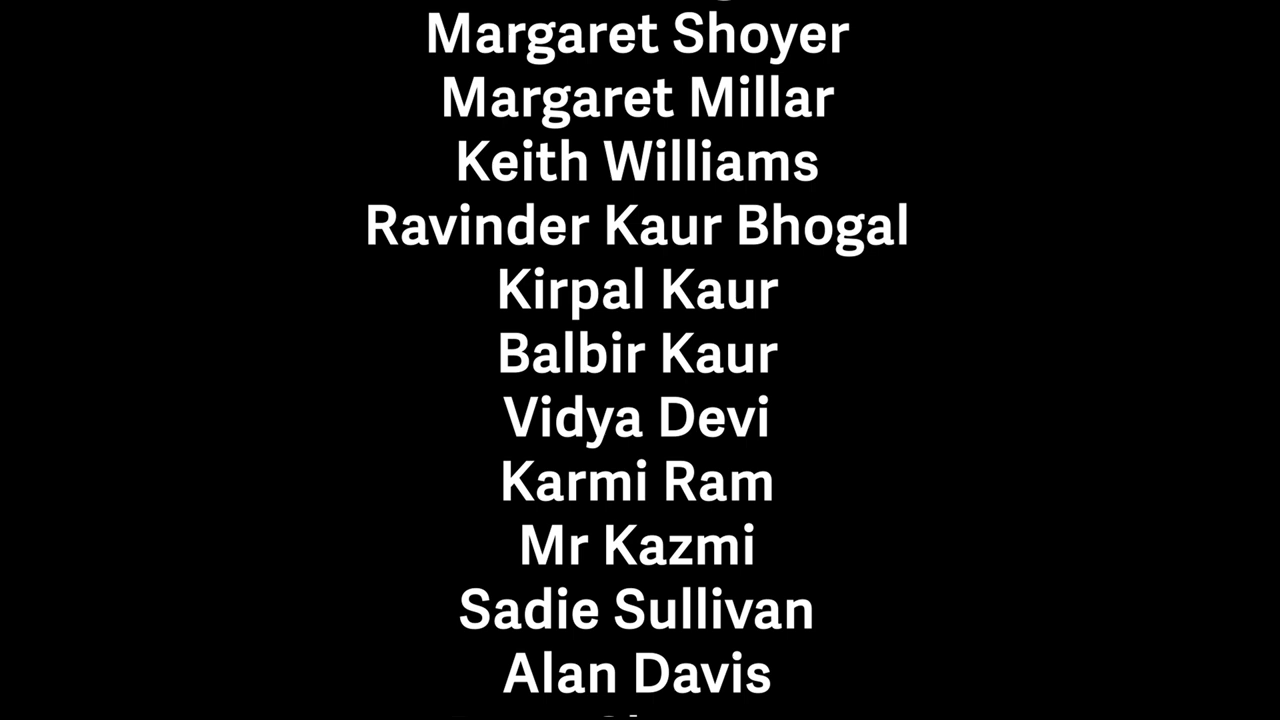 Margaret Shoyer
Margaret Millar
Keith Williams
Ravinder Kaur Bhogal
Kirpal Kaur
Balbir Kaur
Vidya Devi
Karmi Ram
Mr Kazmi
Sadie Sullivan
Alan Davis